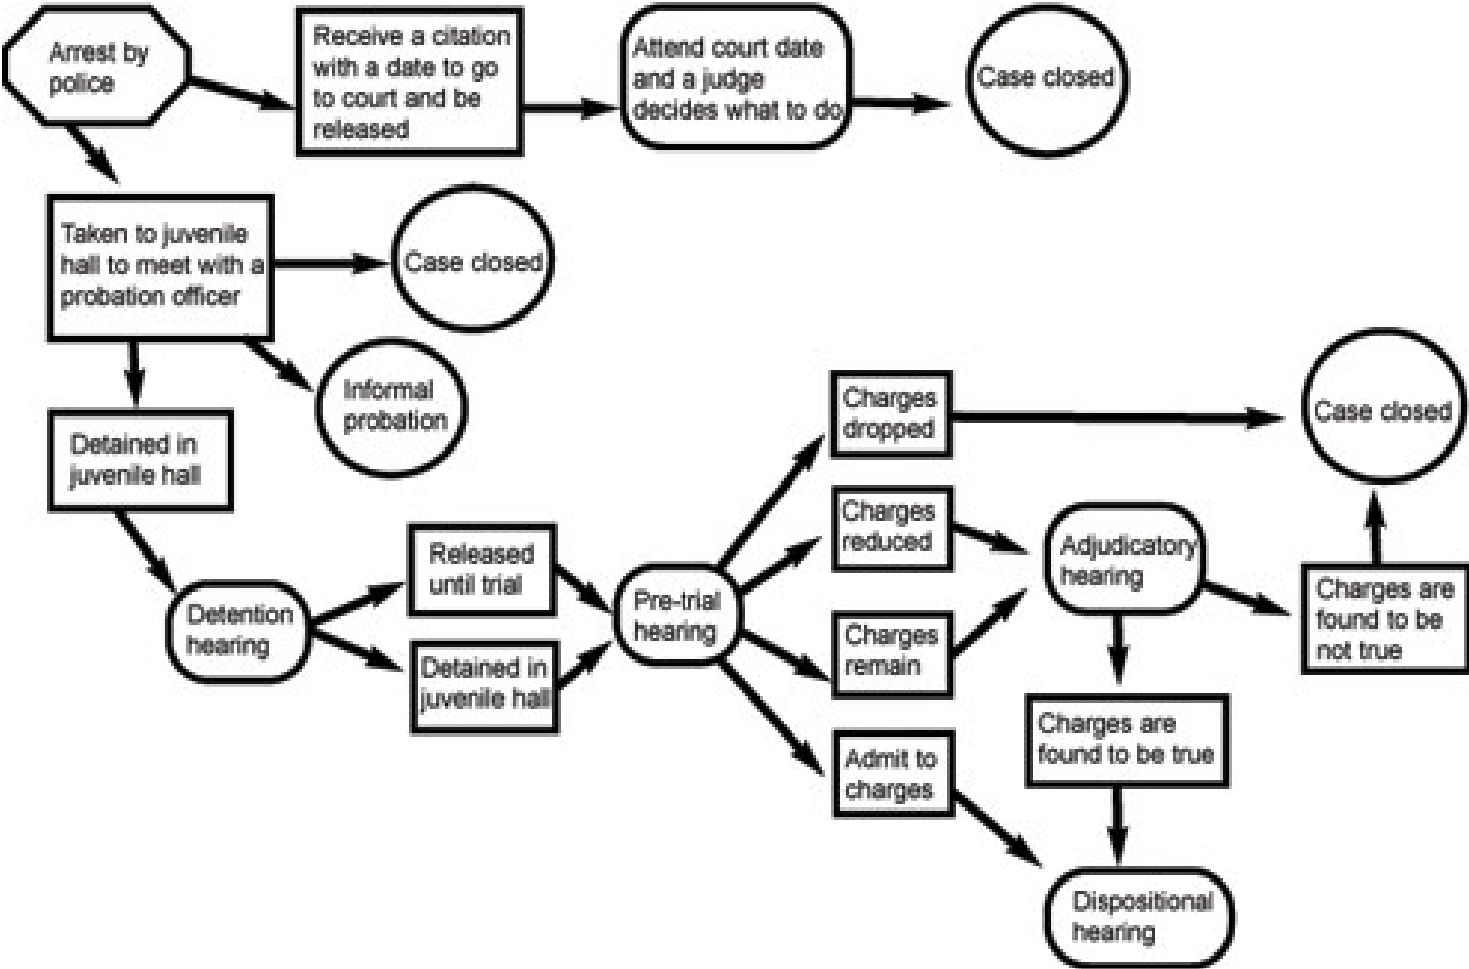 Arrest by
police
Receive a citation
with a date to go
to court and be
released
Attend court date
and a judge
decides what to do
Case closed
Taken to juvenile
hall to meet with a
probation officer
Case closed
Informal
probation
Detained in
juvenile hall
Detention
hearing
Released
until trial
Detained in
juvenile hall
Pre-trial
hearing
Charges
dropped
Charges
reduced
Charges
remain
Admit to
charges
Adjudicatory
hearing
Case closed
Charges are
found to be
not true
Charges are
found to be true
Dispositional
hearing